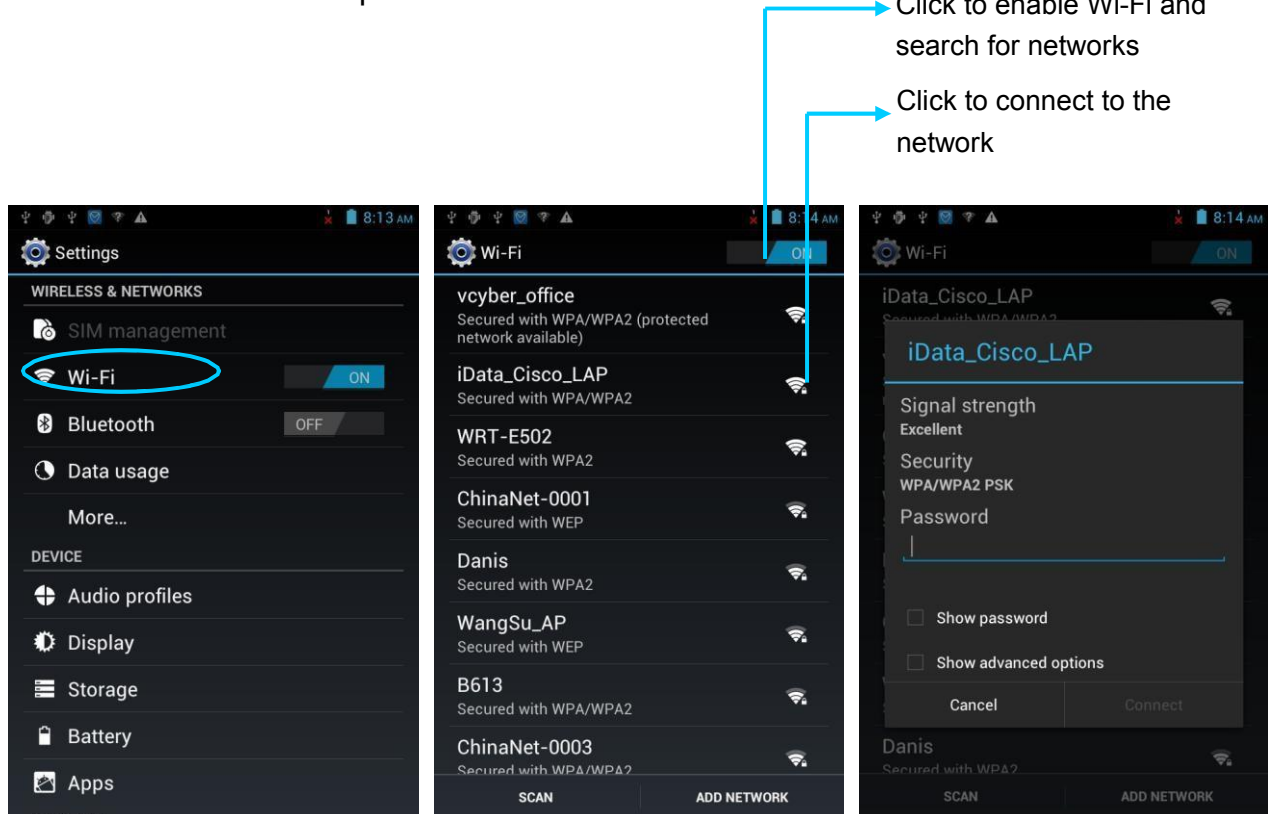 Click to enable Wi-Fi and
search for networks
Click to connect to the
network
8:13 AM
Settings
WIRELESS & NETWORKS
SIM management
Wi-Fi
ON
Bluetooth
OFF
Data usage
More...
DEVICE
Audio profiles
Display
Storage
Battery
Apps
8:14 AM
Wi-Fi
ON
vcyber_office
Secured with WPA/WPA2 (protected
network available)
iData_Cisco_LAP
Secured with WPA/WPA2
WRT-E502
Secured with WPA2
ChinaNet-0001
Secured with WEP
Danis
Secured with WPA2
WangSu_AP
Secured with WEP
B613
Secured with WPA/WPA2
ChinaNet-0003
Secured with WPA/WPA2
SCAN
ADD NETWORK
8:14 AM
Wi-Fi
ON
iData_Cisco_LAP
Secured with WPA/WPA2
iData_Cisco_LAP
Signal strength
Excellent
Security
WPA/WPA2 PSK
Password
Show password
Show advanced options
Cancel
Connect
Danis
Secured with WPA2
SCAN
ADD NETWORK